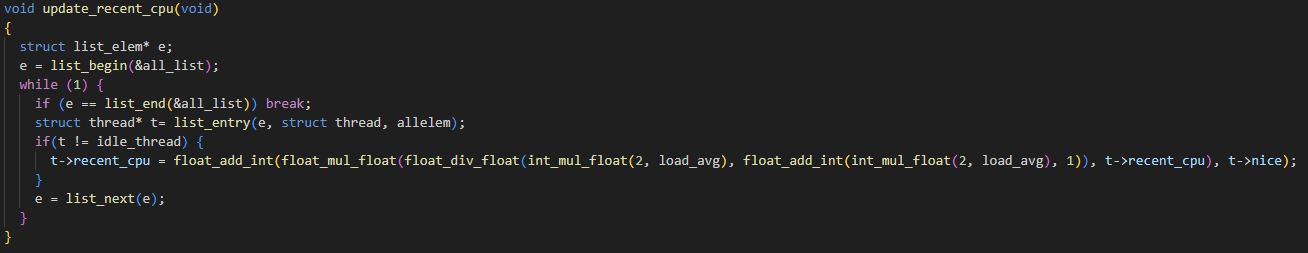 void update_recent_cpu(void)
{
  struct list_elem* e;
  e = list_begin(&all_list);
  while (1) {
    if (e == list_end(&all_list)) break;
    struct thread* t= list_entry(e, struct thread, allelem);
    if(t != idle_thread) {
      t->recent_cpu = float_add_int(float_mul_float(float_div_float(int_mul_float(2, load_avg), float_add_int(int_mul_float(2, load_avg), 1)), t->recent_cpu), t->nice);
    }
    e = list_next(e);
  }
}